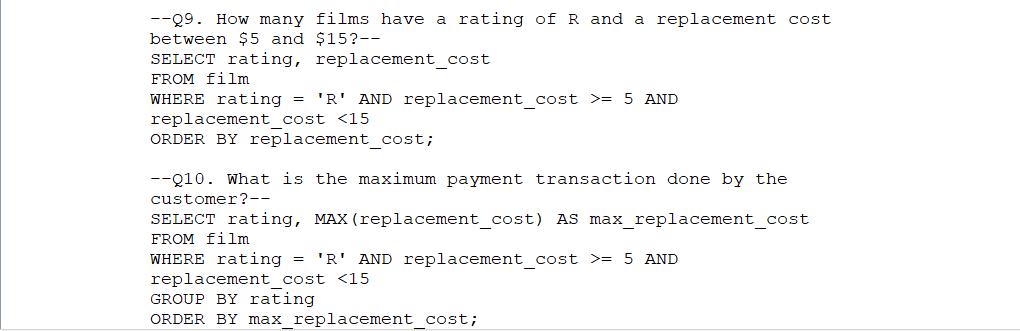 --Q9. How many films have a rating of R and a replacement cost
between $5 and $15?--
SELECT rating, replacement_cost
FROM film
WHERE rating = 'R' AND replacement_cost >= 5 AND
replacement_cost <15
ORDER BY replacement_cost;
--Q10. What is the maximum payment transaction done by the
customer?--
SELECT rating, MAX(replacement_cost) AS max_replacement_cost
FROM film
WHERE rating = 'R' AND replacement_cost >= 5 AND
replacement_cost <15
GROUP BY rating
ORDER BY max_replacement_cost;